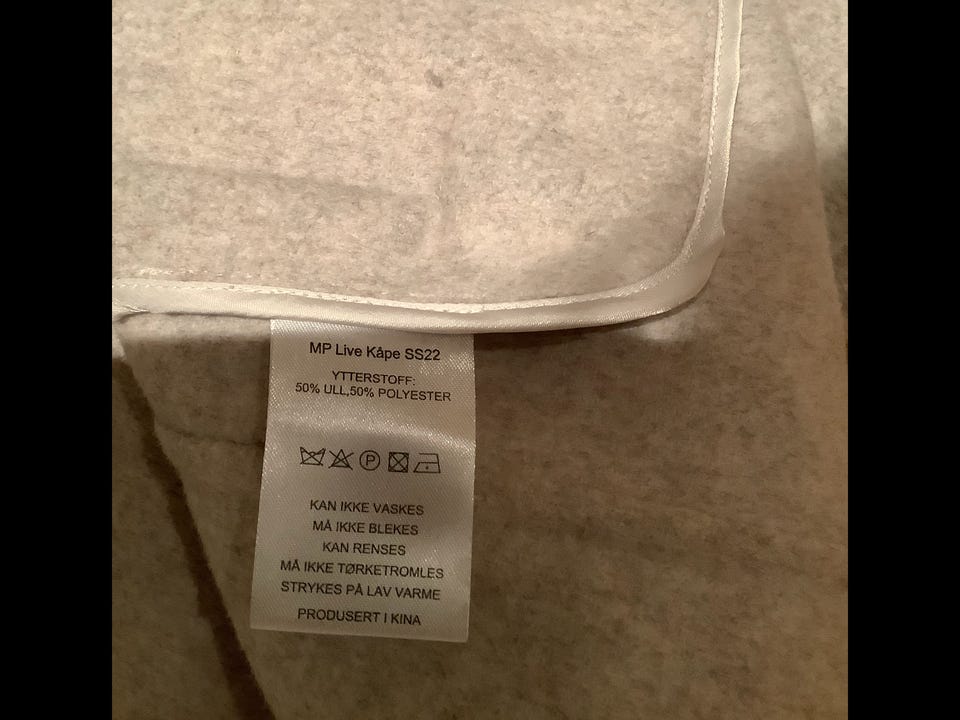 MP Live Kåpe SS22
YTTERSTOFF:
50% ULL,50% POLYESTER
P
KAN IKKE VASKES
MÅ IKKE BLEKES
KAN RENSES
MÅ IKKE TØRKETROMLES
STRYKES PÅ LAV VARME
PRODUSERT I KINA